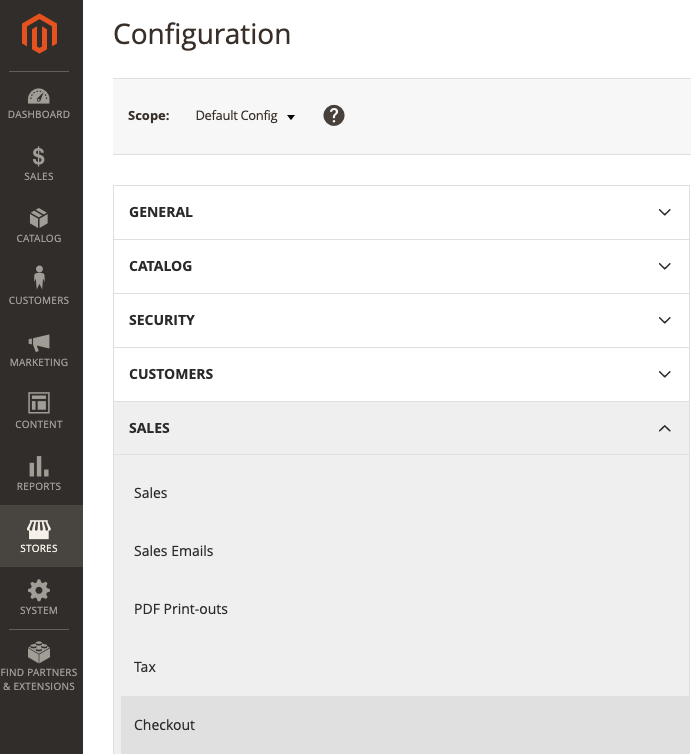 Configuration
Scope: Default Config ?
DASHBOARD
SALES
CATALOG
CUSTOMERS
MARKETING
CONTENT
REPORTS
STORES
SYSTEM
FIND PARTNERS
& EXTENSIONS
GENERAL
CATALOG
SECURITY
CUSTOMERS
SALES
Sales
Sales Emails
PDF Print-outs
Tax
Checkout